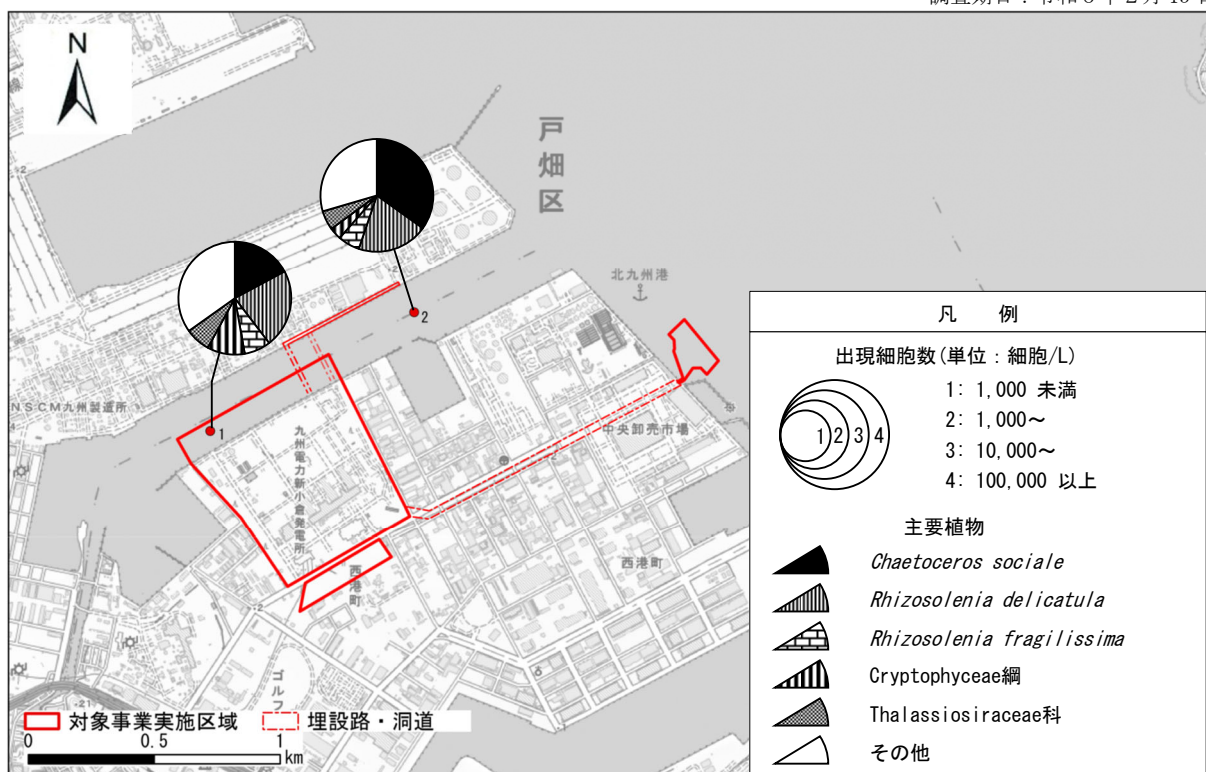 N
戸畑区
北九州港
2
1
NSCM九州製造所
九州電力新小倉発電所
中央卸売市場
西港町
西港町
ゴルフ
6
対象事業実施区域 埋設路・洞道
0 0.5 1
km
凡 例
出現細胞数(単位：細胞/L)
1 2 3 4
1: 1,000 未満
2: 1,000～
3: 10,000～
4: 100,000 以上
主要植物
Chaetoceros sociale
Rhizosolenia delicatula
Rhizosolenia fragilissima
Cryptophyceae綱
Thalassiosiraceae科
その他